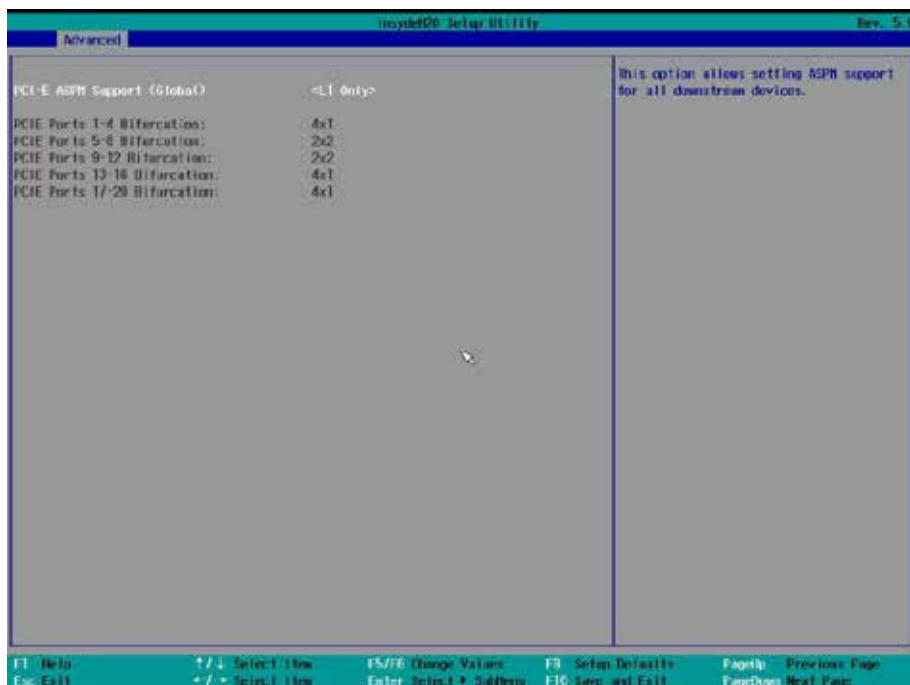 InsydeH20 Setup Utility Rev. 5.
Advanced
PCI-E ASPM Support (Global) <L1 Only>
PCIE Ports 1-4 Bifurcation: 4x1
PCIE Ports 5-8 Bifurcation: 2x2
PCIE Ports 9-12 Bifurcation: 2x2
PCIE Ports 13-16 Bifurcation: 4x1
PCIE Ports 17-20 Bifurcation: 4x1
This option allows setting ASPM support
for all downstream devices.
F1 Help ↑/↓ Select Item F5/F6 Change Values F9 Setup Defaults PageUp Previous Page
Esc Exit Select Item Enter Select ▶ SubMenu F10 Save and Exit PageDown Next Page